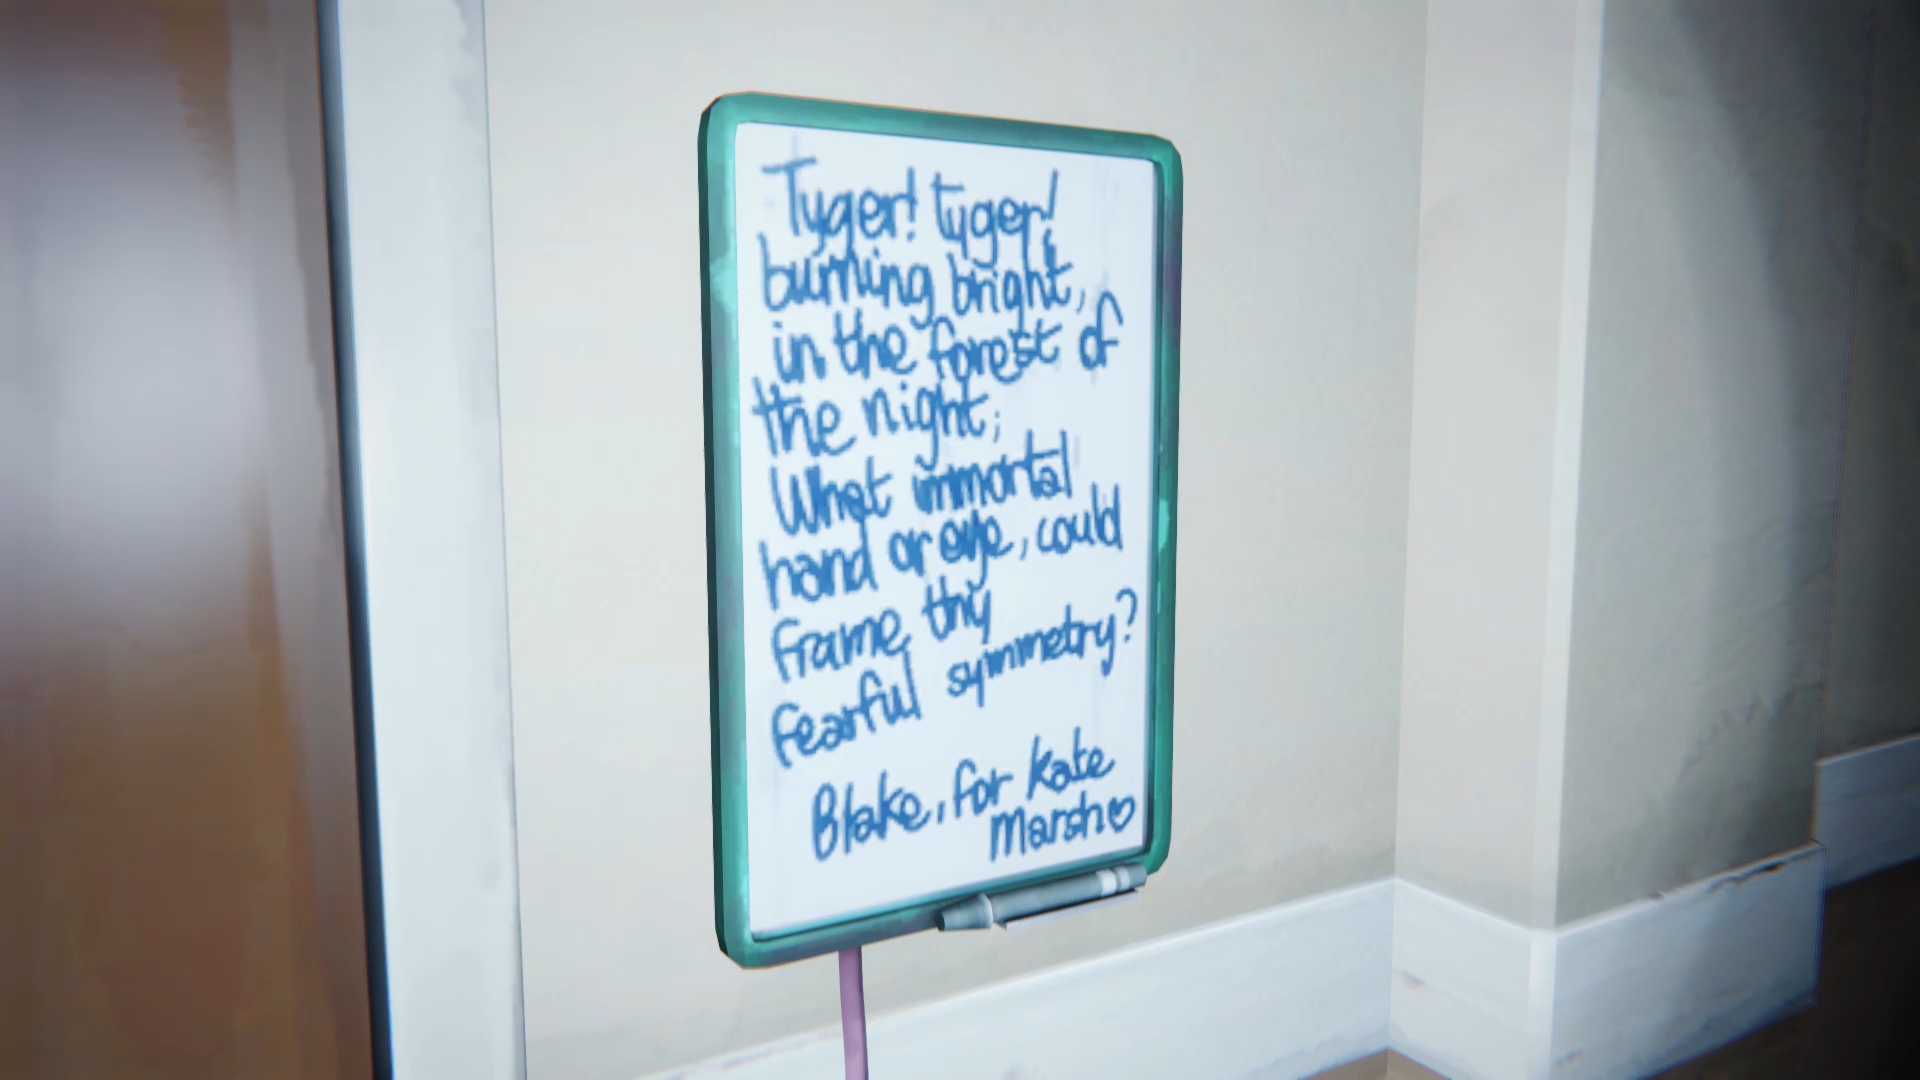 Tyger! tyger!
burning bright,
in the forest of
the night;
What immortal
hand or eye, could
frame thy
fearful symmetry?
Blake, for Kate
Marsh♡